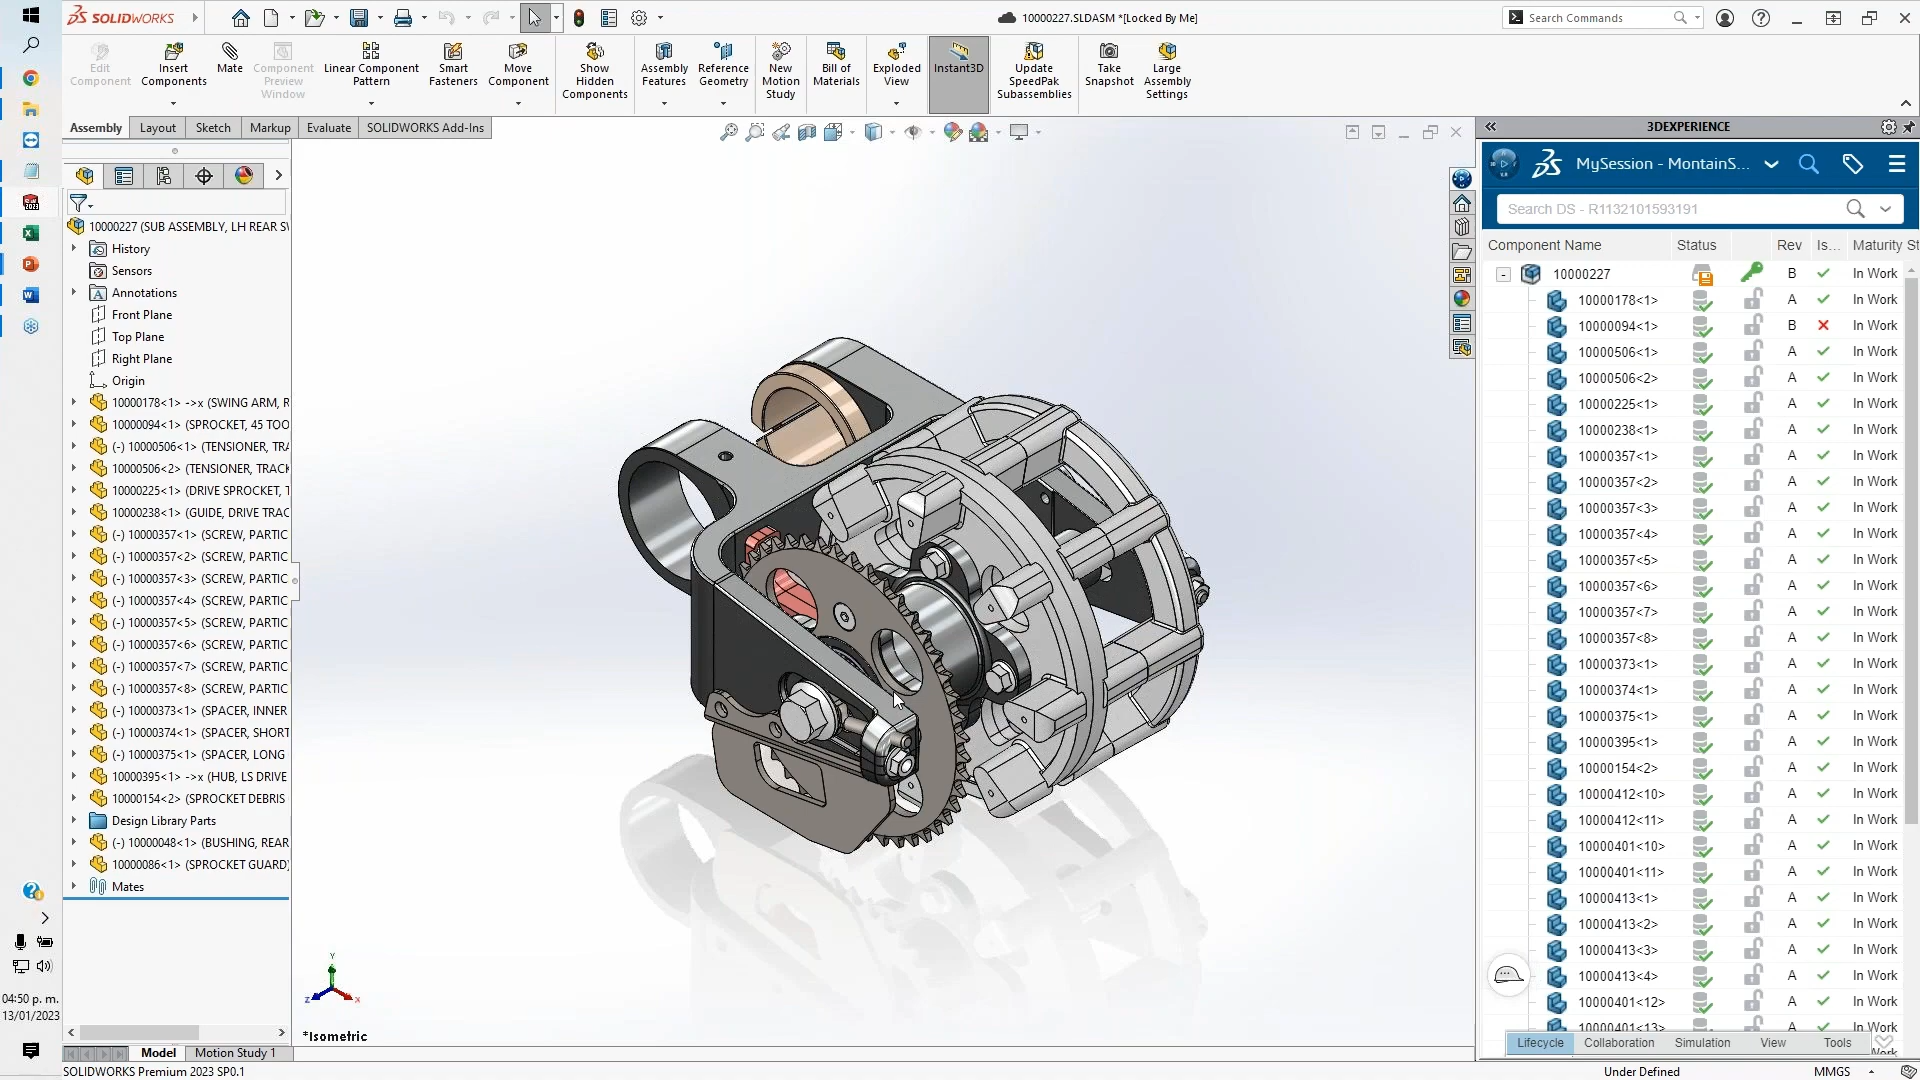 SOLIDWORKS
10000227.SLDASM *[Locked By Me]
Search Commands
Edit Component
Insert Components
Mate
Component Preview Window
Linear Component Pattern
Smart Fasteners
Move Component
Show Hidden Components
Assembly Features
Reference Geometry
New Motion Study
Bill of Materials
Exploded View
Instant3D
Update SpeedPak Subassemblies
Take Snapshot
Large Assembly Settings
Assembly
Layout
Sketch
Markup
Evaluate
SOLIDWORKS Add-Ins
10000227 (SUB ASSEMBLY, LH REAR SW
History
Sensors
Annotations
Front Plane
Top Plane
Right Plane
Origin
10000178<1> ->x (SWING ARM, R
10000094<1> (SPROCKET, 45 TOO
(-) 10000506<1> (TENSIONER, TRA
10000506<2> (TENSIONER, TRACK
10000225<1> (DRIVE SPROCKET, T
10000238<1> (GUIDE, DRIVE TRAC
(-) 10000357<1> (SCREW, PARTIC
(-) 10000357<2> (SCREW, PARTIC
(-) 10000357<3> (SCREW, PARTIC
(-) 10000357<4> (SCREW, PARTIC
(-) 10000357<5> (SCREW, PARTIC
(-) 10000357<6> (SCREW, PARTIC
(-) 10000357<7> (SCREW, PARTIC
(-) 10000357<8> (SCREW, PARTIC
(-) 10000373<1> (SPACER, INNER
(-) 10000374<1> (SPACER, SHORT
(-) 10000375<1> (SPACER, LONG
10000395<1> ->x (HUB, LS DRIVE
10000154<2> (SPROCKET DEBRIS
Design Library Parts
(-) 10000048<1> (BUSHING, REAR
10000086<1> (SPROCKET GUARD)
Mates
04:50 p. m.
13/01/2023
Y
Z
X
*Isometric
Model
Motion Study 1
SOLIDWORKS Premium 2023 SP0.1
3DEXPERIENCE
MySession - MontainS...
Search DS - R1132101593191
Component Name Status Rev Is... Maturity St
10000227 B In Work
10000178<1> A In Work
10000094<1> B In Work
10000506<1> A In Work
10000506<2> A In Work
10000225<1> A In Work
10000238<1> A In Work
10000357<1> A In Work
10000357<2> A In Work
10000357<3> A In Work
10000357<4> A In Work
10000357<5> A In Work
10000357<6> A In Work
10000357<7> A In Work
10000357<8> A In Work
10000373<1> A In Work
10000374<1> A In Work
10000375<1> A In Work
10000395<1> A In Work
10000154<2> A In Work
10000412<10> A In Work
10000412<11> A In Work
10000401<10> A In Work
10000401<11> A In Work
10000413<1> A In Work
10000413<2> A In Work
10000413<3> A In Work
10000413<4> A In Work
10000401<12> A In Work
10000401<13> A In Work
Lifecycle
Collaboration
Simulation
View
Tools
Under Defined
MMGS